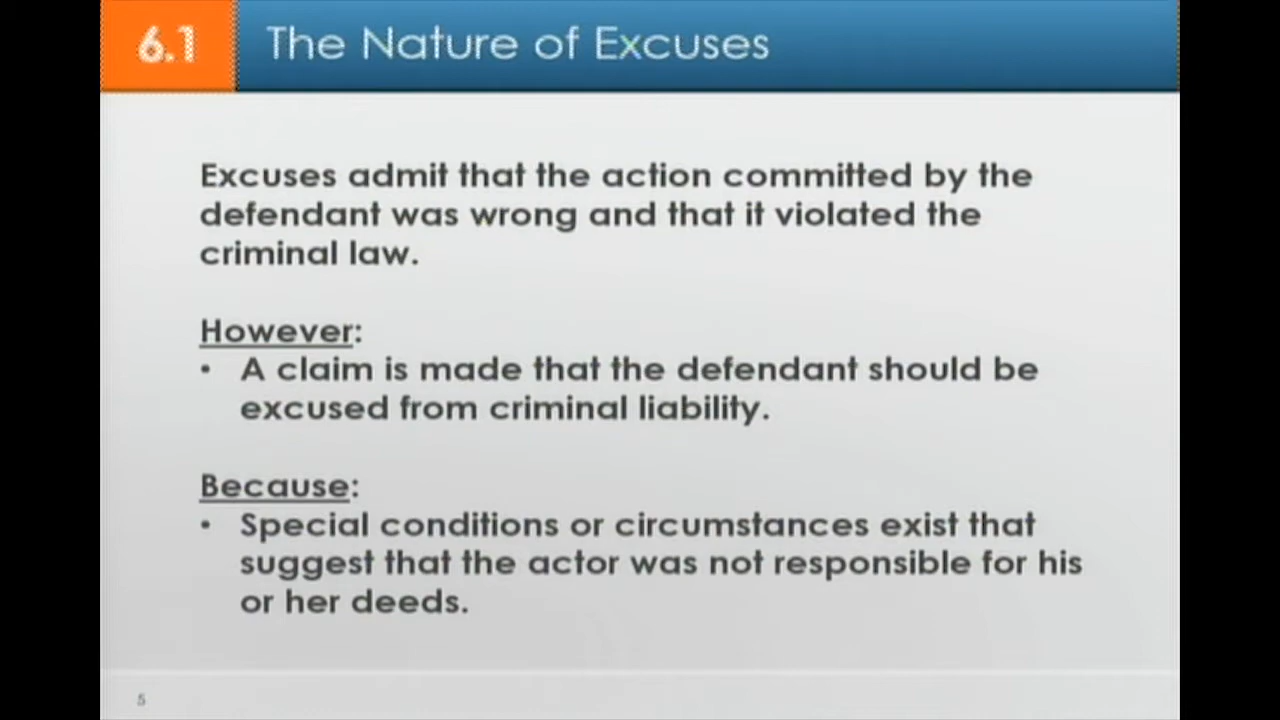 6.1 The Nature of Excuses
Excuses admit that the action committed by the
defendant was wrong and that it violated the
criminal law.
However:
• A claim is made that the defendant should be
excused from criminal liability.
Because:
• Special conditions or circumstances exist that
suggest that the actor was not responsible for his
or her deeds.
5